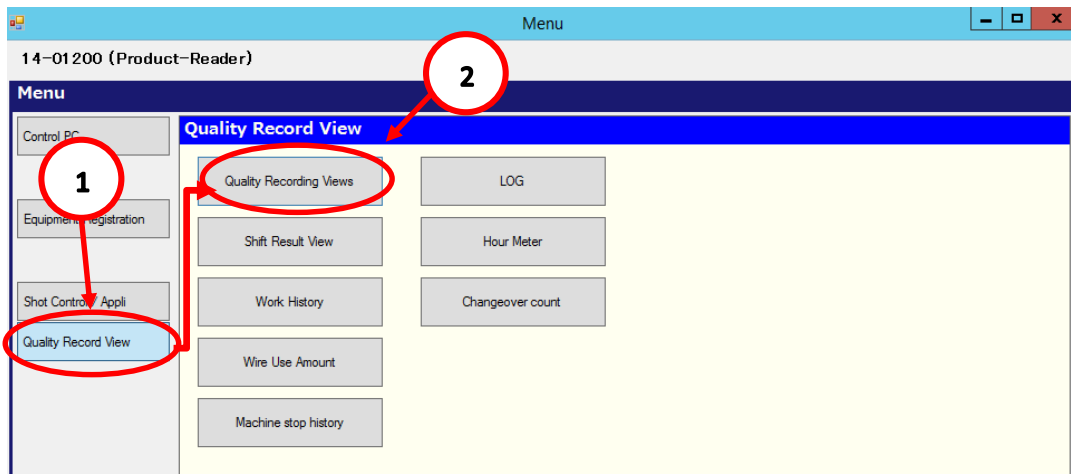 Menu
14-01200 (Product-Reader)
Menu
Control PC
Equipment Registration
Shot Control / Appli
Quality Record View
1
2
Quality Record View
Quality Recording Views
LOG
Shift Result View
Hour Meter
Work History
Changeover count
Wire Use Amount
Machine stop history